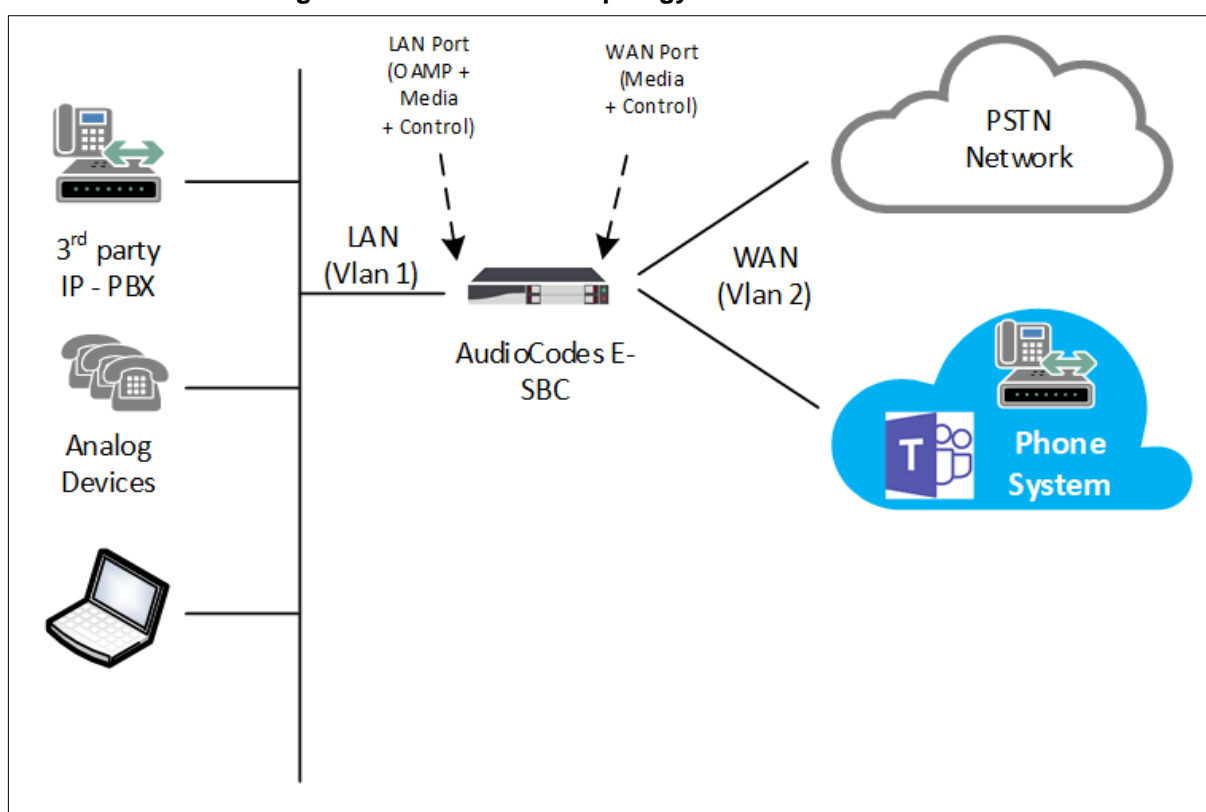 LAN Port
(OAMP +
Media
+ Control)
WAN Port
(Media
+ Control)
PSTN
Network
3rd party
IP - PBX
LAN
(Vlan 1)
WAN
(Vlan 2)
AudioCodes E-
SBC
Analog
Devices
T
Phone
System